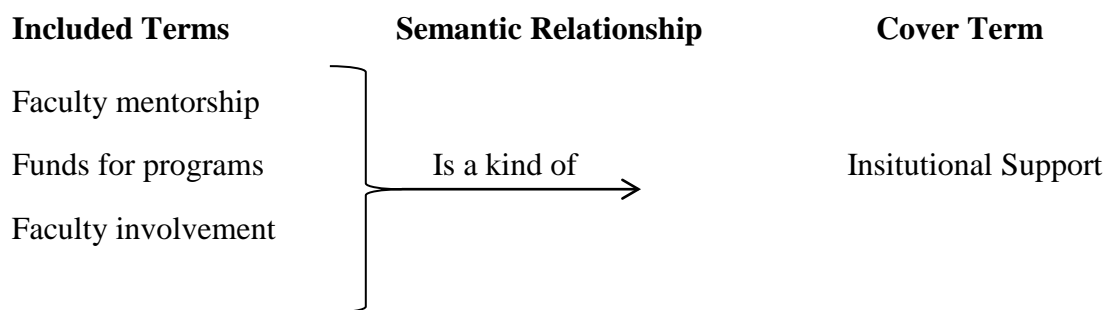 Included Terms Semantic Relationship Cover Term
Faculty mentorship
Funds for programs Is a kind of Insitutional Support
Faculty involvement